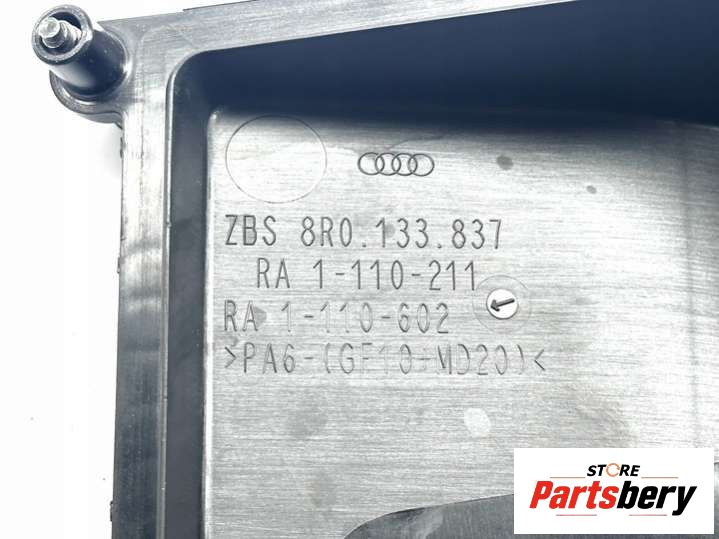 ZBS 8R0.133.837
RA 1-110-211
RA 1-110-602
>PA6-(GF10-MD20)<
STORE
Partsbery